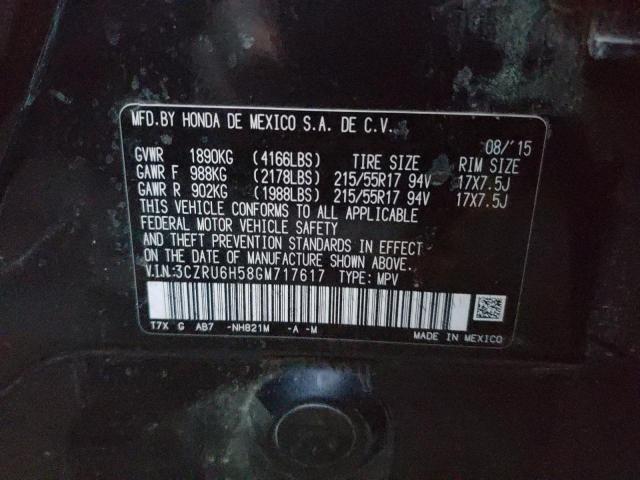 MFD.BY HONDA DE MEXICO S.A. DE C.V.
08/'15
GVWR 1890KG (4166LBS) TIRE SIZE RIM SIZE
GAWR F 988KG (2178LBS) 215/55R17 94V 17X7.5J
GAWR R 902KG (1988LBS) 215/55R17 94V 17X7.5J
THIS VEHICLE CONFORMS TO ALL APPLICABLE
FEDERAL MOTOR VEHICLE SAFETY
AND THEFT PREVENTION STANDARDS IN EFFECT
ON THE DATE OF MANUFACTURE SHOWN ABOVE.
V.I.N:3CZRU6H58GM717617 TYPE: MPV
T7X G AB7 -NH821M -A -M
MADE IN MEXICO